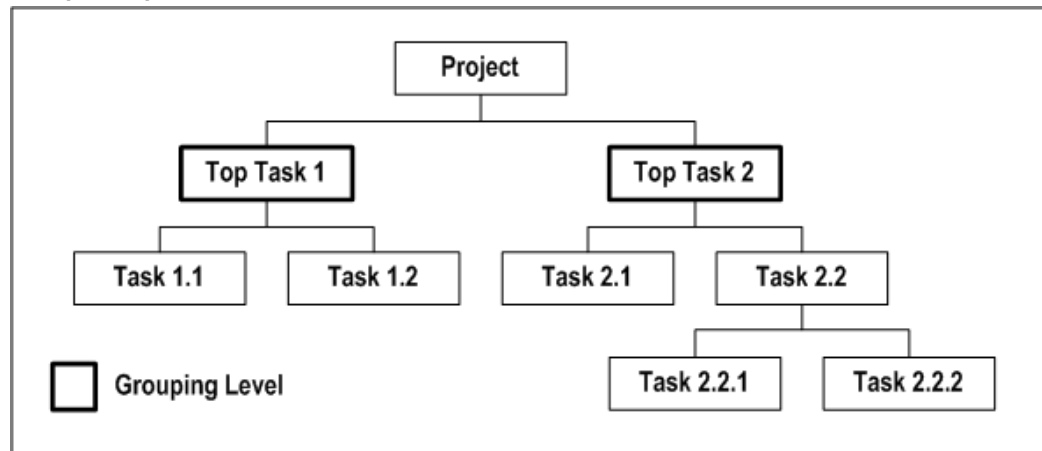 Project
Top Task 1
Top Task 2
Task 1.1
Task 1.2
Task 2.1
Task 2.2
Task 2.2.1
Task 2.2.2
Grouping Level